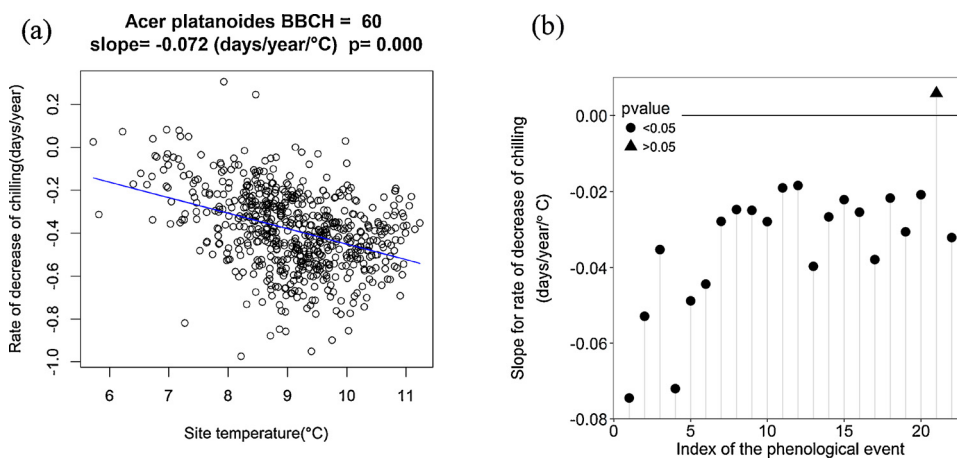 (a)
Acer platanoides BBCH = 60
slope= -0.072 (days/year/°C) p= 0.000
Rate of decrease of chilling(days/year)
0.2
0.0
-0.2
-0.4
-0.6
-0.8
-1.0
6 7 8 9 10 11
Site temperature(°C)
(b)
Slope for rate of decrease of chilling
(days/year/° C)
0.00
-0.02
-0.04
-0.06
-0.08
pvalue
<0.05
>0.05
0 5 10 15 20
Index of the phenological event